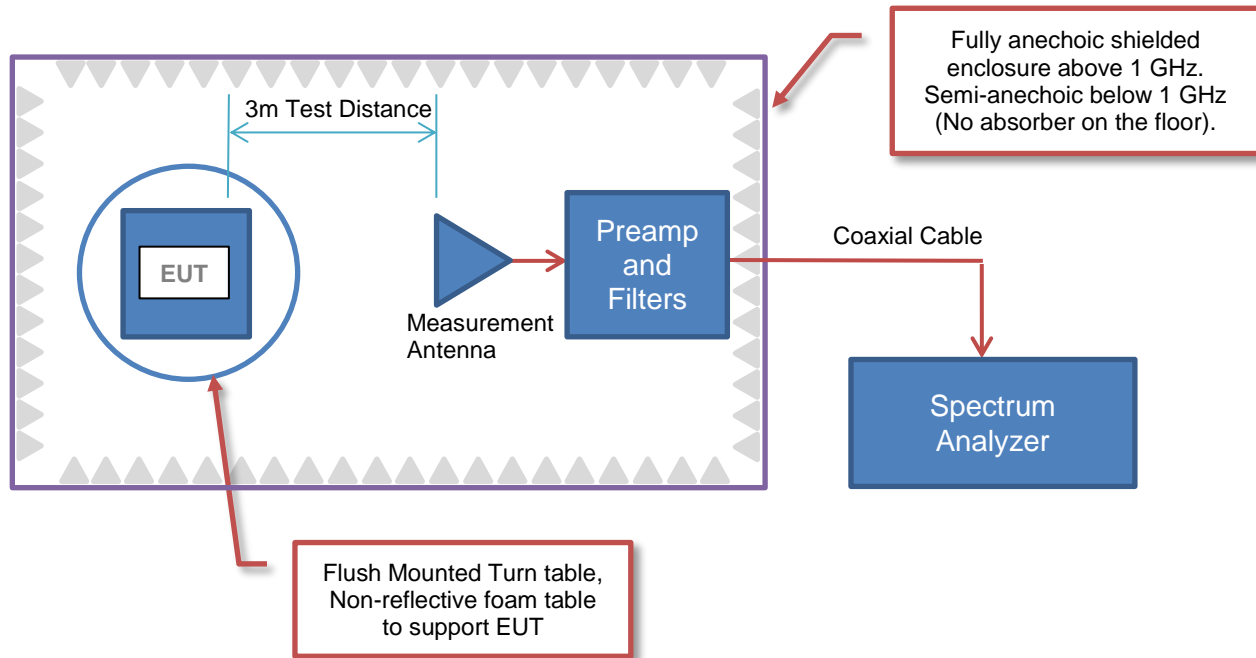 Fully anechoic shielded
enclosure above 1 GHz.
Semi-anechoic below 1 GHz
(No absorber on the floor).
3m Test Distance
EUT
Preamp
and
Filters
Coaxial Cable
Measurement
Antenna
Spectrum
Analyzer
Flush Mounted Turn table,
Non-reflective foam table
to support EUT